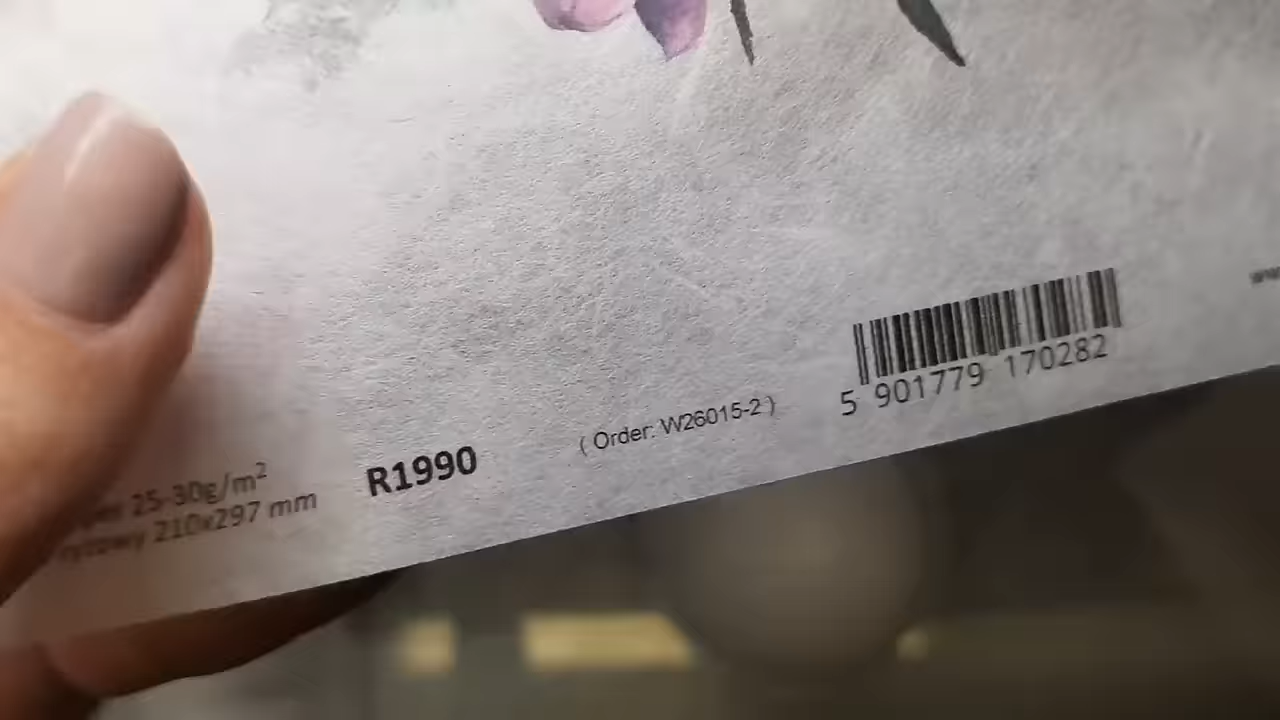 25-30g/m²
210x297 mm
R1990
( Order: W26015-2 )
5 901779 170282